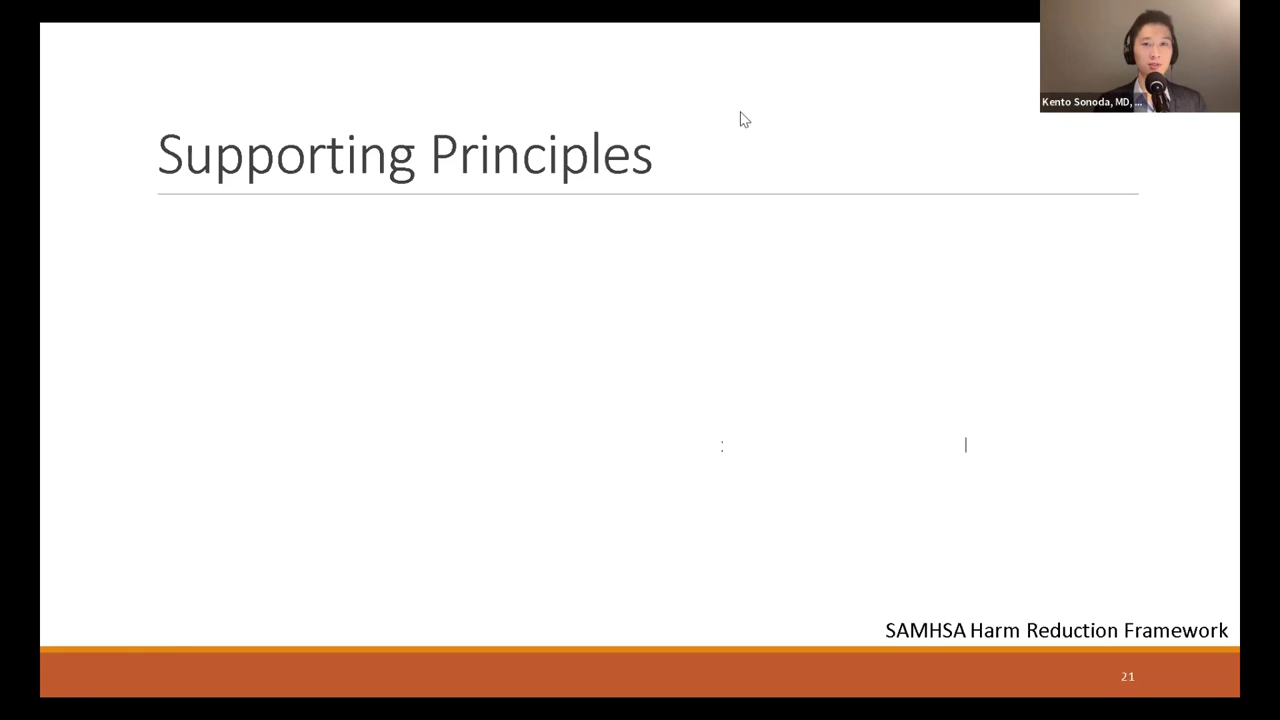 Kento Sonoda, MD, ...
Supporting Principles
:
|
SAMHSA Harm Reduction Framework
21